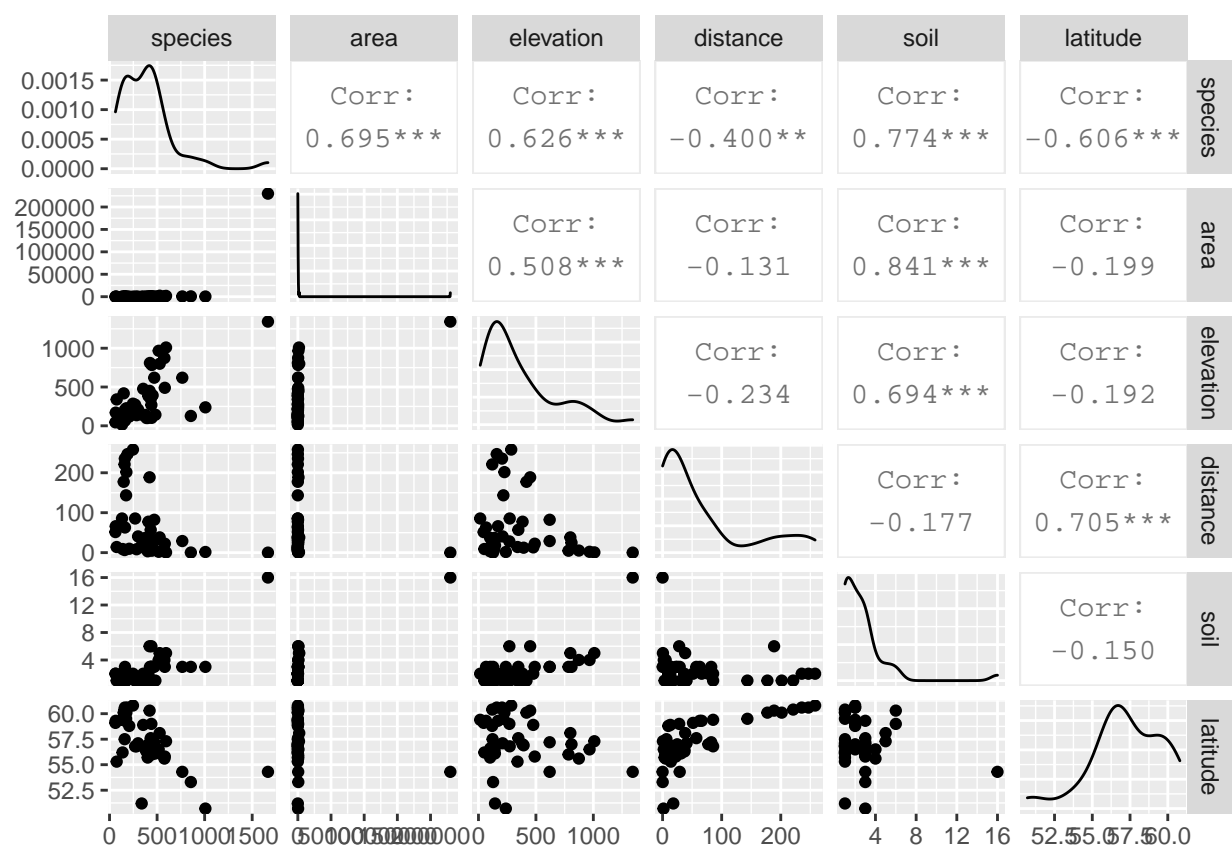 species area elevation distance soil latitude
0.0015
0.0010
0.0005
0.0000
Corr:
0.695***
Corr:
0.626***
Corr:
-0.400**
Corr:
0.774***
Corr:
-0.606***
species
200000
150000
100000
50000
0
Corr:
0.508***
Corr:
-0.131
Corr:
0.841***
Corr:
-0.199
area
1000
500
0
Corr:
-0.234
Corr:
0.694***
Corr:
-0.192
elevation
200
100
0
Corr:
-0.177
Corr:
0.705***
distance
16
12
8
4
Corr:
-0.150
soil
60.0
57.5
55.0
52.5
latitude
0 500 1000 1500
0 50000 100000 150000 200000
0 500 1000
0 100 200
4 8 12 16
52.5 55.0 57.5 60.0